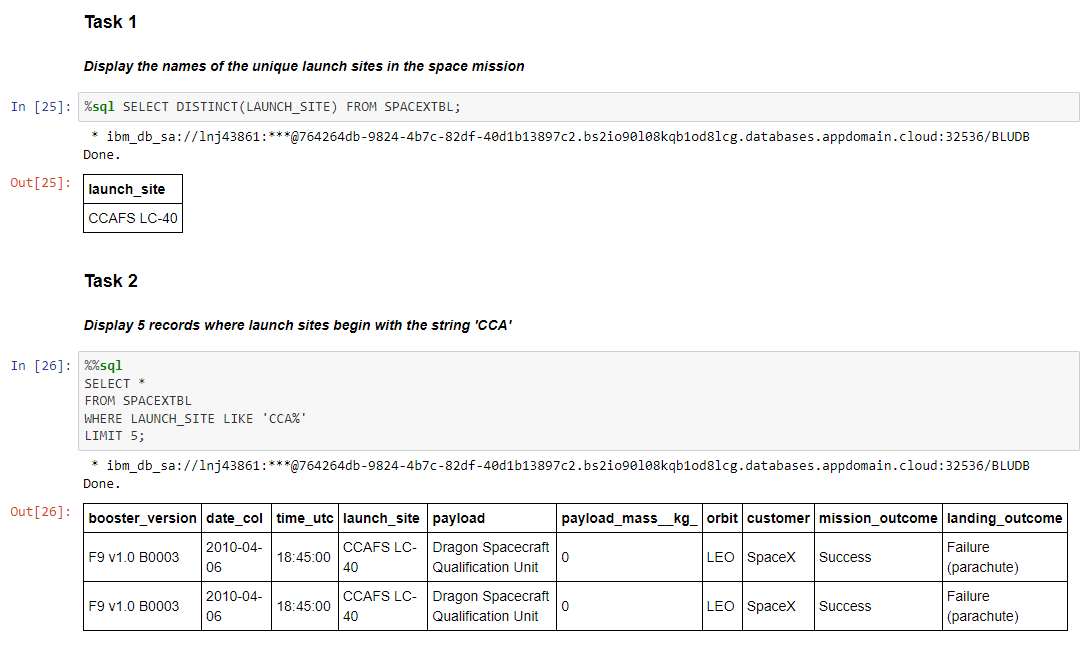 Task 1
Display the names of the unique launch sites in the space mission
In [25]: %sql SELECT DISTINCT(LAUNCH_SITE) FROM SPACEXTBL;
* ibm_db_sa://lnj43861:***@764264db-9824-4b7c-82df-40d1b13897c2.bs2io90l08kqb1od8lcg.databases.appdomain.cloud:32536/BLUDB
Done.
Out[25]: launch_site
CCAFS LC-40
Task 2
Display 5 records where launch sites begin with the string 'CCA'
In [26]: %%sql
SELECT *
FROM SPACEXTBL
WHERE LAUNCH_SITE LIKE 'CCA%'
LIMIT 5;
* ibm_db_sa://lnj43861:***@764264db-9824-4b7c-82df-40d1b13897c2.bs2io90l08kqb1od8lcg.databases.appdomain.cloud:32536/BLUDB
Done.
Out[26]: booster_version date_col time_utc launch_site payload payload_mass__kg_ orbit customer mission_outcome landing_outcome
F9 v1.0 B0003 2010-04-06 18:45:00 CCAFS LC-40 Dragon Spacecraft Qualification Unit 0 LEO SpaceX Success Failure (parachute)
F9 v1.0 B0003 2010-04-06 18:45:00 CCAFS LC-40 Dragon Spacecraft Qualification Unit 0 LEO SpaceX Success Failure (parachute)